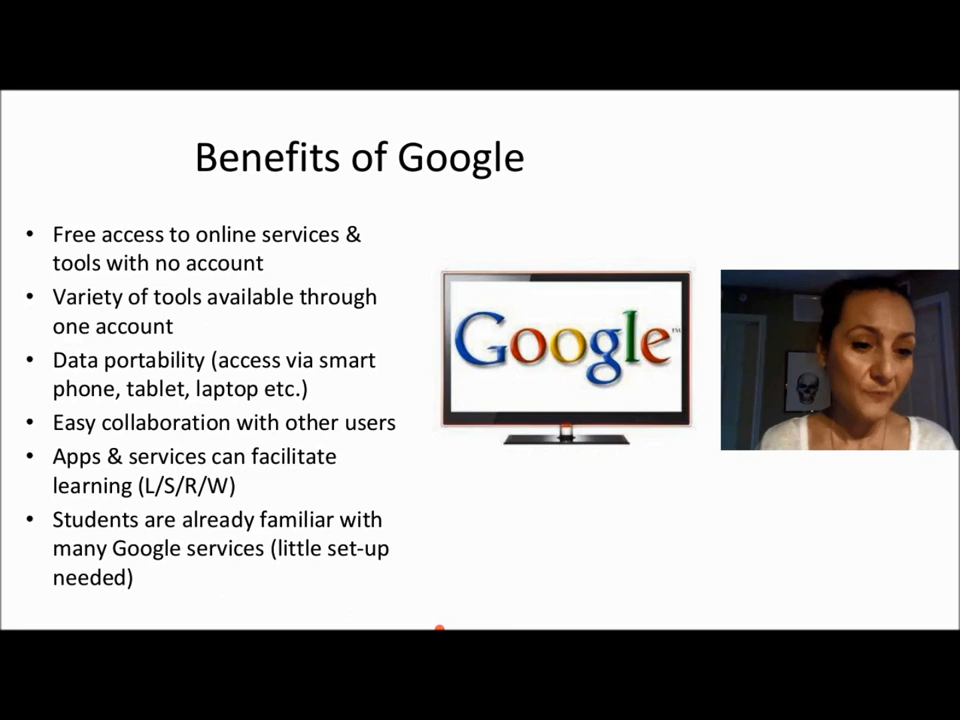 Benefits of Google
• Free access to online services &
tools with no account
• Variety of tools available through
one account
• Data portability (access via smart
phone, tablet, laptop etc.)
• Easy collaboration with other users
• Apps & services can facilitate
learning (L/S/R/W)
• Students are already familiar with
many Google services (little set-up
needed)
Google™